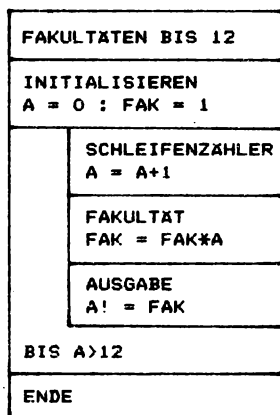 FAKULTÄTEN BIS 12
INITIALISIEREN
A = 0 : FAK = 1
SCHLEIFENZÄHLER
A = A+1
FAKULTÄT
FAK = FAK*A
AUSGABE
A! = FAK
BIS A>12
ENDE